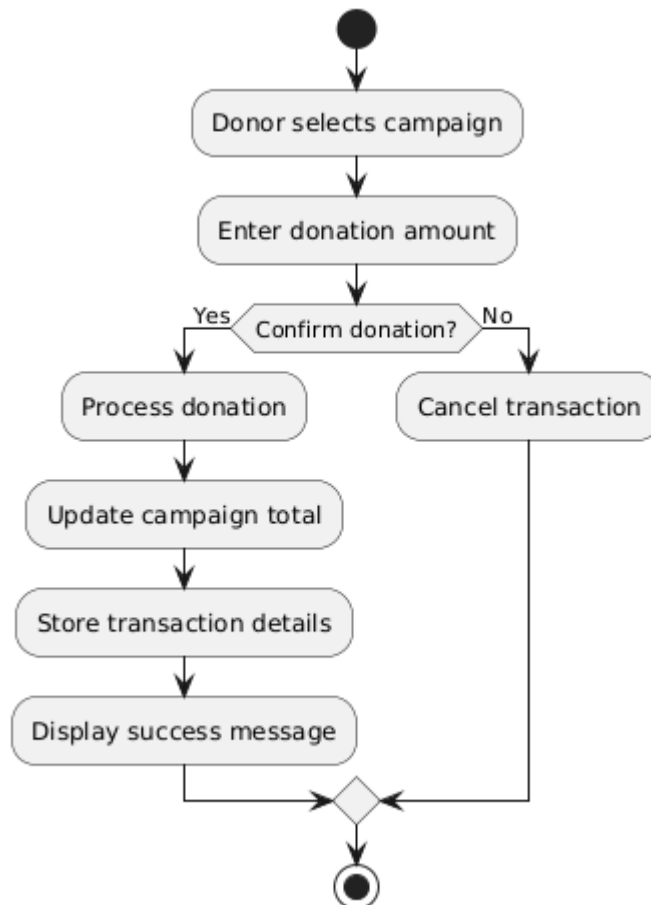 Donor selects campaign
Enter donation amount
Yes
Confirm donation?
No
Process donation
Cancel transaction
Update campaign total
Store transaction details
Display success message